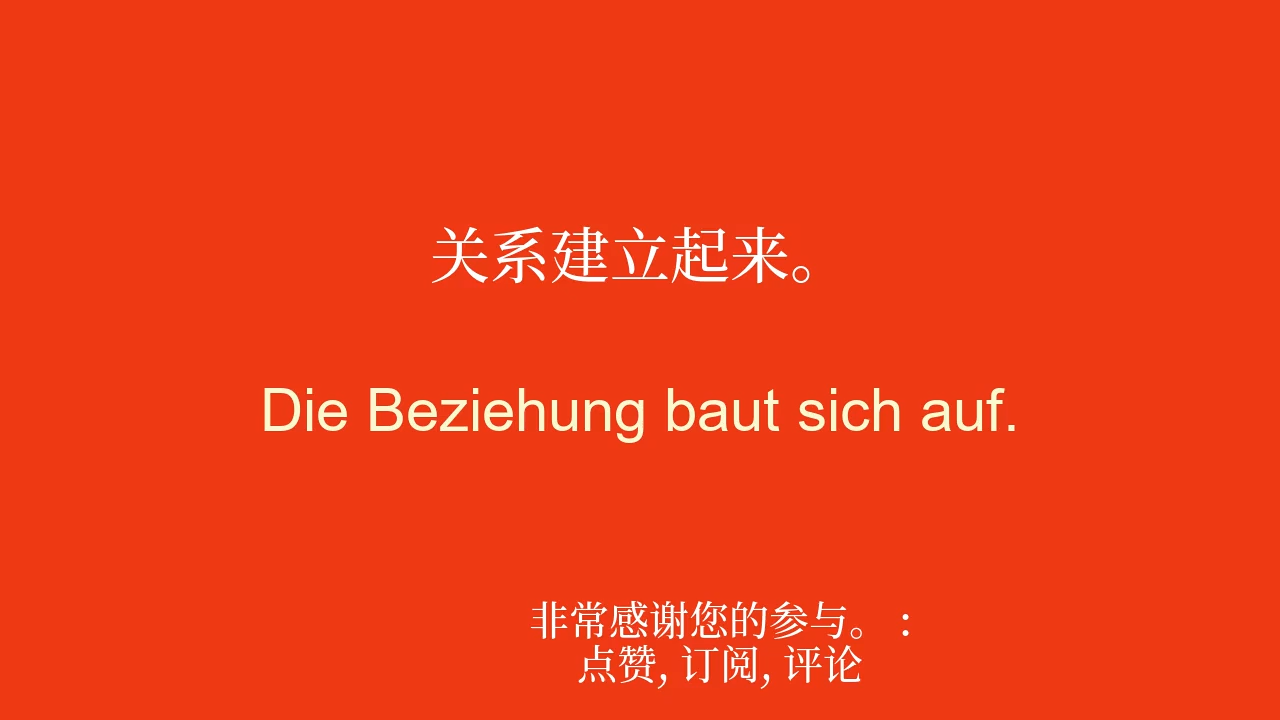 关系建立起来。
Die Beziehung baut sich auf.
非常感谢您的参与。 :
点赞, 订阅, 评论